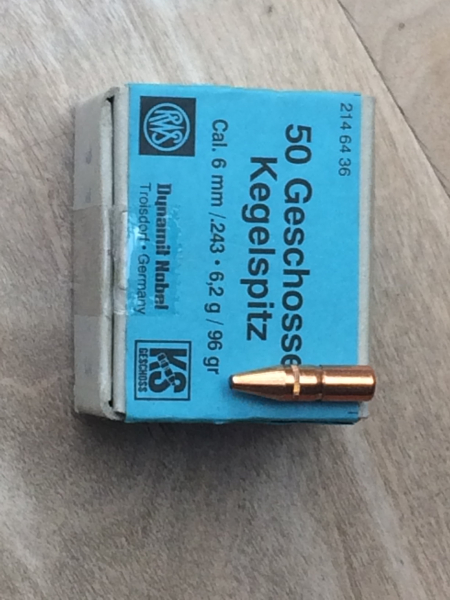 214 64 36
50 Geschosse
Kegelspitz
Cal. 6 mm /.243 • 6,2 g / 96 gr
RWS
Dynamit Nobel
Troisdorf • Germany
KS
GESCHOSS